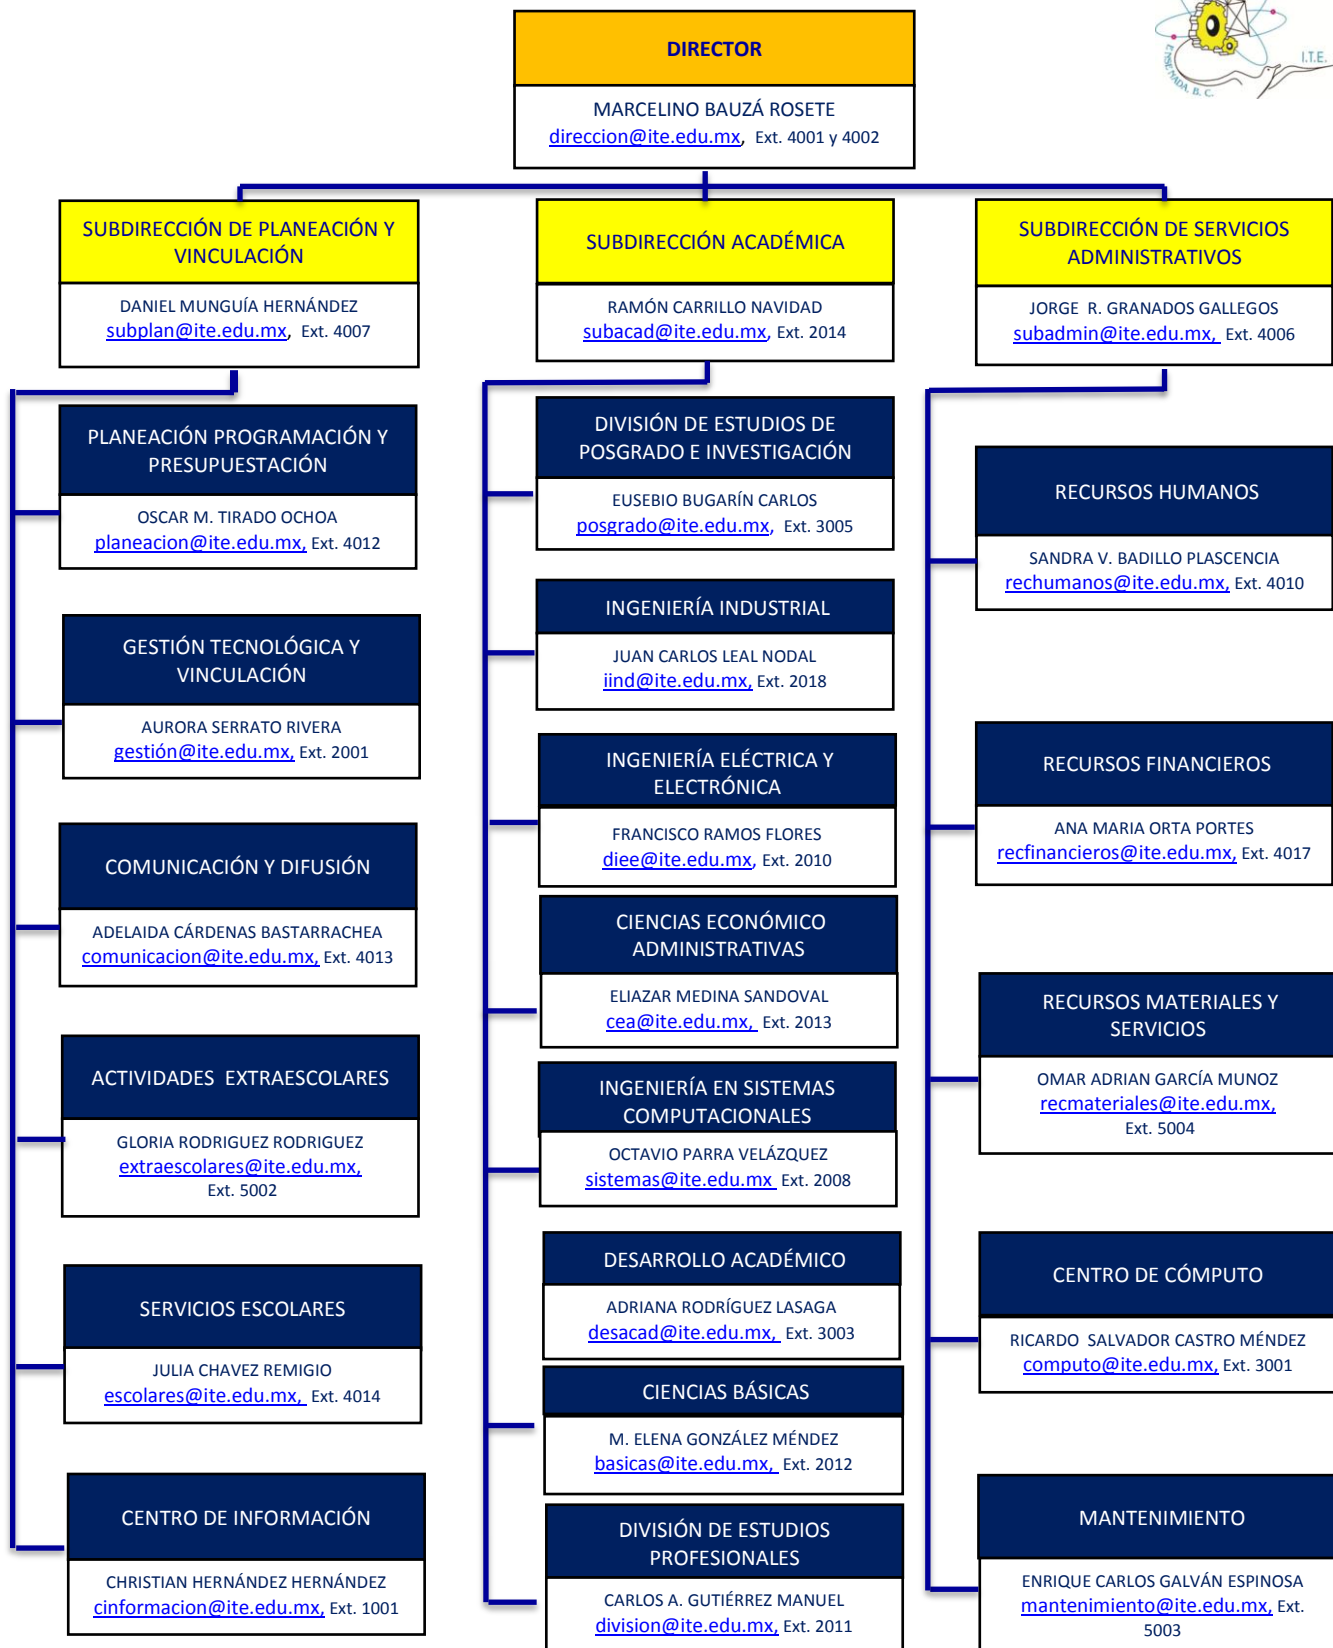 ENSENADA, B. C.
I.T.E.
DIRECTOR
MARCELINO BAUZÁ ROSETE
direccion@ite.edu.mx, Ext. 4001 y 4002
SUBDIRECCIÓN DE PLANEACIÓN Y
VINCULACIÓN
DANIEL MUNGUÍA HERNÁNDEZ
subplan@ite.edu.mx, Ext. 4007
PLANEACIÓN PROGRAMACIÓN Y
PRESUPUESTACIÓN
OSCAR M. TIRADO OCHOA
planeacion@ite.edu.mx, Ext. 4012
GESTIÓN TECNOLÓGICA Y
VINCULACIÓN
AURORA SERRATO RIVERA
gestión@ite.edu.mx, Ext. 2001
COMUNICACIÓN Y DIFUSIÓN
ADELAIDA CÁRDENAS BASTARRACHEA
comunicacion@ite.edu.mx, Ext. 4013
ACTIVIDADES EXTRAESCOLARES
GLORIA RODRIGUEZ RODRIGUEZ
extraescolares@ite.edu.mx,
Ext. 5002
SERVICIOS ESCOLARES
JULIA CHAVEZ REMIGIO
escolares@ite.edu.mx, Ext. 4014
CENTRO DE INFORMACIÓN
CHRISTIAN HERNÁNDEZ HERNÁNDEZ
cinformacion@ite.edu.mx, Ext. 1001
SUBDIRECCIÓN ACADÉMICA
RAMÓN CARRILLO NAVIDAD
subacad@ite.edu.mx, Ext. 2014
DIVISIÓN DE ESTUDIOS DE
POSGRADO E INVESTIGACIÓN
EUSEBIO BUGARÍN CARLOS
posgrado@ite.edu.mx, Ext. 3005
INGENIERÍA INDUSTRIAL
JUAN CARLOS LEAL NODAL
iind@ite.edu.mx, Ext. 2018
INGENIERÍA ELÉCTRICA Y
ELECTRÓNICA
FRANCISCO RAMOS FLORES
diee@ite.edu.mx, Ext. 2010
CIENCIAS ECONÓMICO
ADMINISTRATIVAS
ELIAZAR MEDINA SANDOVAL
cea@ite.edu.mx, Ext. 2013
INGENIERÍA EN SISTEMAS
COMPUTACIONALES
OCTAVIO PARRA VELÁZQUEZ
sistemas@ite.edu.mx Ext. 2008
DESARROLLO ACADÉMICO
ADRIANA RODRÍGUEZ LASAGA
desacad@ite.edu.mx, Ext. 3003
CIENCIAS BÁSICAS
M. ELENA GONZÁLEZ MÉNDEZ
basicas@ite.edu.mx, Ext. 2012
DIVISIÓN DE ESTUDIOS
PROFESIONALES
CARLOS A. GUTIÉRREZ MANUEL
division@ite.edu.mx, Ext. 2011
SUBDIRECCIÓN DE SERVICIOS
ADMINISTRATIVOS
JORGE R. GRANADOS GALLEGOS
subadmin@ite.edu.mx, Ext. 4006
RECURSOS HUMANOS
SANDRA V. BADILLO PLASCENCIA
rechumanos@ite.edu.mx, Ext. 4010
RECURSOS FINANCIEROS
ANA MARIA ORTA PORTES
recfinancieros@ite.edu.mx, Ext. 4017
RECURSOS MATERIALES Y
SERVICIOS
OMAR ADRIAN GARCÍA MUNOZ
recmateriales@ite.edu.mx,
Ext. 5004
CENTRO DE CÓMPUTO
RICARDO SALVADOR CASTRO MÉNDEZ
computo@ite.edu.mx, Ext. 3001
MANTENIMIENTO
ENRIQUE CARLOS GALVÁN ESPINOSA
mantenimiento@ite.edu.mx, Ext.
5003